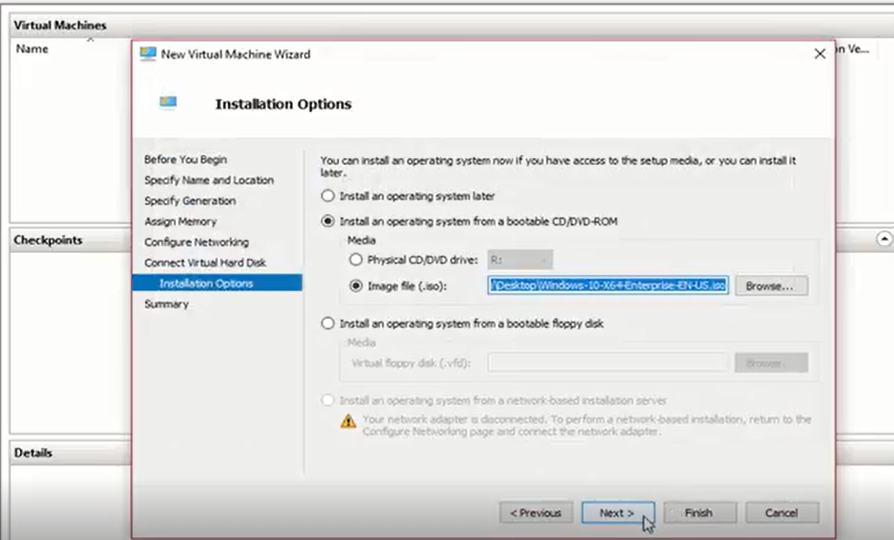 Virtual Machines
Name
on Ve...
New Virtual Machine Wizard
Installation Options
Before You Begin
Specify Name and Location
Specify Generation
Assign Memory
Configure Networking
Connect Virtual Hard Disk
Installation Options
Summary
You can install an operating system now if you have access to the setup media, or you can install it
later.
Install an operating system later
Install an operating system from a bootable CD/DVD-ROM
Media
Physical CD/DVD drive: R:
Image file (.iso): \Desktop\Windows-10-X64-Enterprise-EN-US.iso Browse...
Install an operating system from a bootable floppy disk
Media
Virtual floppy disk (.vfd): Browse...
Install an operating system from a network-based installation server
Your network adapter is disconnected. To perform a network-based installation, return to the
Configure Networking page and connect the network adapter.
Checkpoints
Details
< Previous Next > Finish Cancel